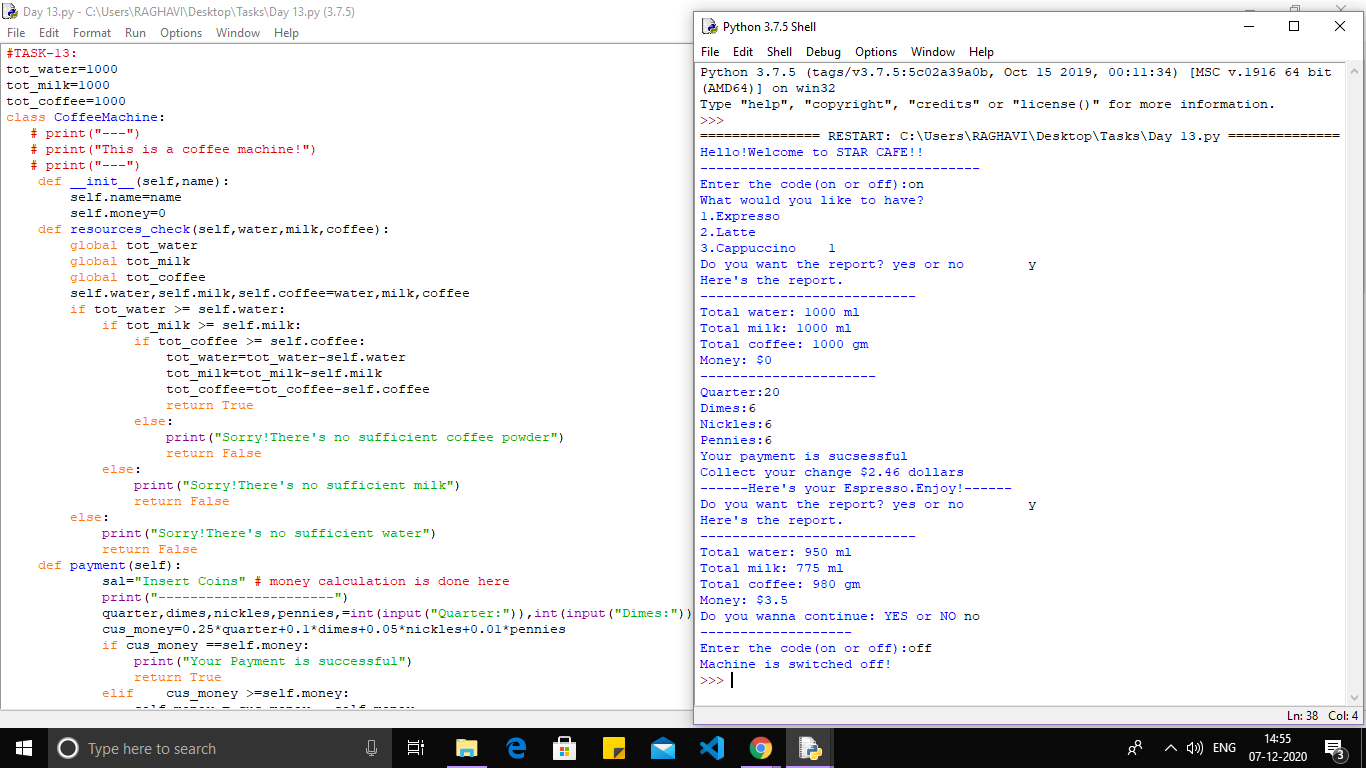 Day 13.py - C:\Users\RAGHAVI\Desktop\Tasks\Day 13.py (3.7.5)
File Edit Format Run Options Window Help
#TASK-13:
tot_water=1000
tot_milk=1000
tot_coffee=1000
class CoffeeMachine:
# print("---")
# print("This is a coffee machine!")
# print("---")
def __init__(self,name):
self.name=name
self.money=0
def resources_check(self,water,milk,coffee):
global tot_water
global tot_milk
global tot_coffee
self.water,self.milk,self.coffee=water,milk,coffee
if tot_water >= self.water:
if tot_milk >= self.milk:
if tot_coffee >= self.coffee:
tot_water=tot_water-self.water
tot_milk=tot_milk-self.milk
tot_coffee=tot_coffee-self.coffee
return True
else:
print("Sorry!There's no sufficient coffee powder")
return False
else:
print("Sorry!There's no sufficient milk")
return False
else:
print("Sorry!There's no sufficient water")
return False
def payment(self):
sal="Insert Coins" # money calculation is done here
print("----------------------")
quarter,dimes,nickles,pennies,=int(input("Quarter:")),int(input("Dimes:"))
cus_money=0.25*quarter+0.1*dimes+0.05*nickles+0.01*pennies
if cus_money ==self.money:
print("Your Payment is successful")
return True
elif cus_money >=self.money:
Python 3.7.5 Shell
File Edit Shell Debug Options Window Help
Python 3.7.5 (tags/v3.7.5:5c02a39a0b, Oct 15 2019, 00:11:34) [MSC v.1916 64 bit
(AMD64)] on win32
Type "help", "copyright", "credits" or "license()" for more information.
>>>
=============== RESTART: C:\Users\RAGHAVI\Desktop\Tasks\Day 13.py ==============
Hello!Welcome to STAR CAFE!!
-----------------------------------
Enter the code(on or off):on
What would you like to have?
1.Expresso
2.Latte
3.Cappuccino 1
Do you want the report? yes or no y
Here's the report.
---------------------------
Total water: 1000 ml
Total milk: 1000 ml
Total coffee: 1000 gm
Money: $0
----------------------
Quarter:20
Dimes:6
Nickles:6
Pennies:6
Your payment is sucsessful
Collect your change $2.46 dollars
------Here's your Espresso.Enjoy!------
Do you want the report? yes or no y
Here's the report.
---------------------------
Total water: 950 ml
Total milk: 775 ml
Total coffee: 980 gm
Money: $3.5
Do you wanna continue: YES or NO no
-------------------
Enter the code(on or off):off
Machine is switched off!
>>>
Ln: 38 Col: 4
Type here to search
ENG
14:55
07-12-2020
3